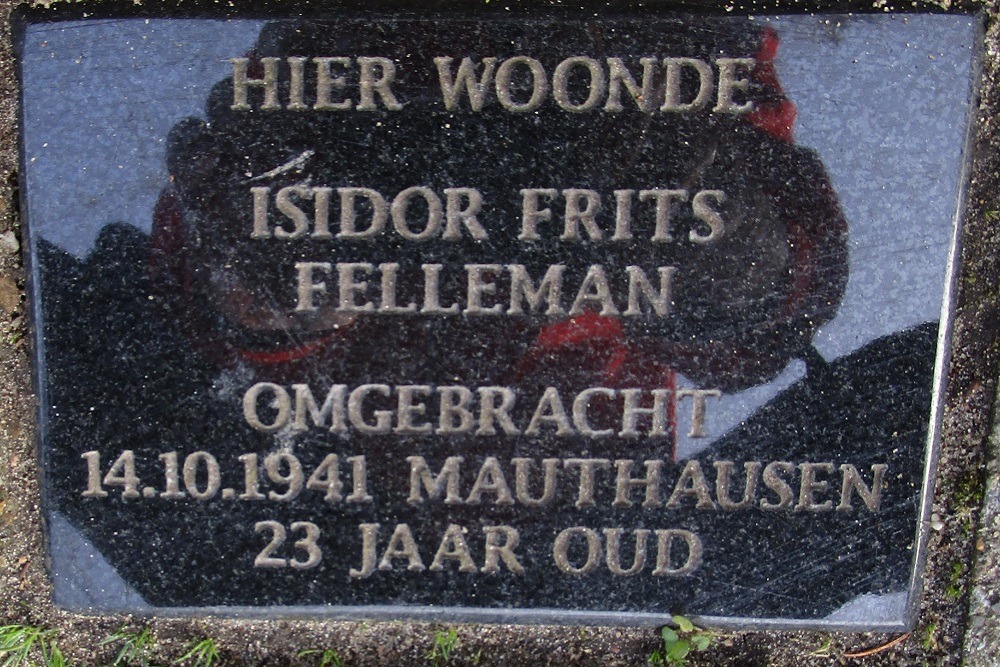 HIER WOONDE
ISIDOR FRITS
FELLEMAN
OMGEBRACHT
14.10.1941 MAUTHAUSEN
23 JAAR OUD